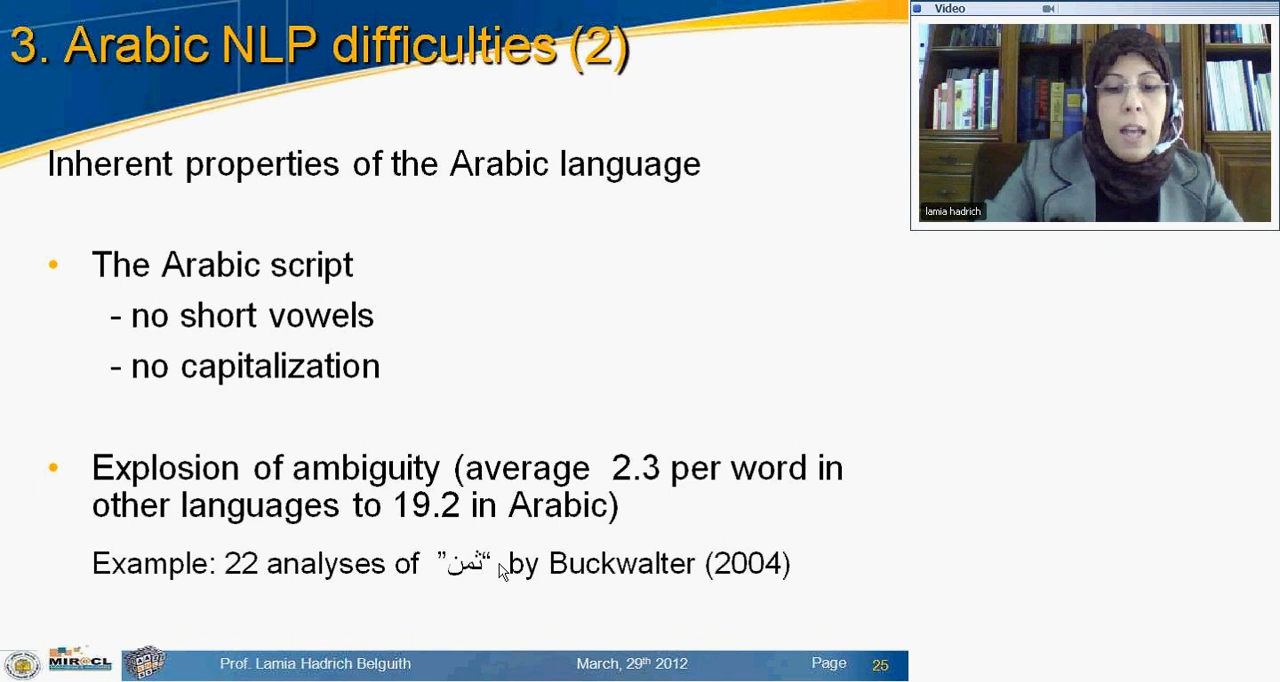 3. Arabic NLP difficulties (2)
Video
lamia hadrich
Inherent properties of the Arabic language
• The Arabic script
- no short vowels
- no capitalization
• Explosion of ambiguity (average 2.3 per word in
other languages to 19.2 in Arabic)
Example: 22 analyses of ”ثمن“ by Buckwalter (2004)
MIR@CL
Prof. Lamia Hadrich Belguith
March, 29th 2012
Page 25